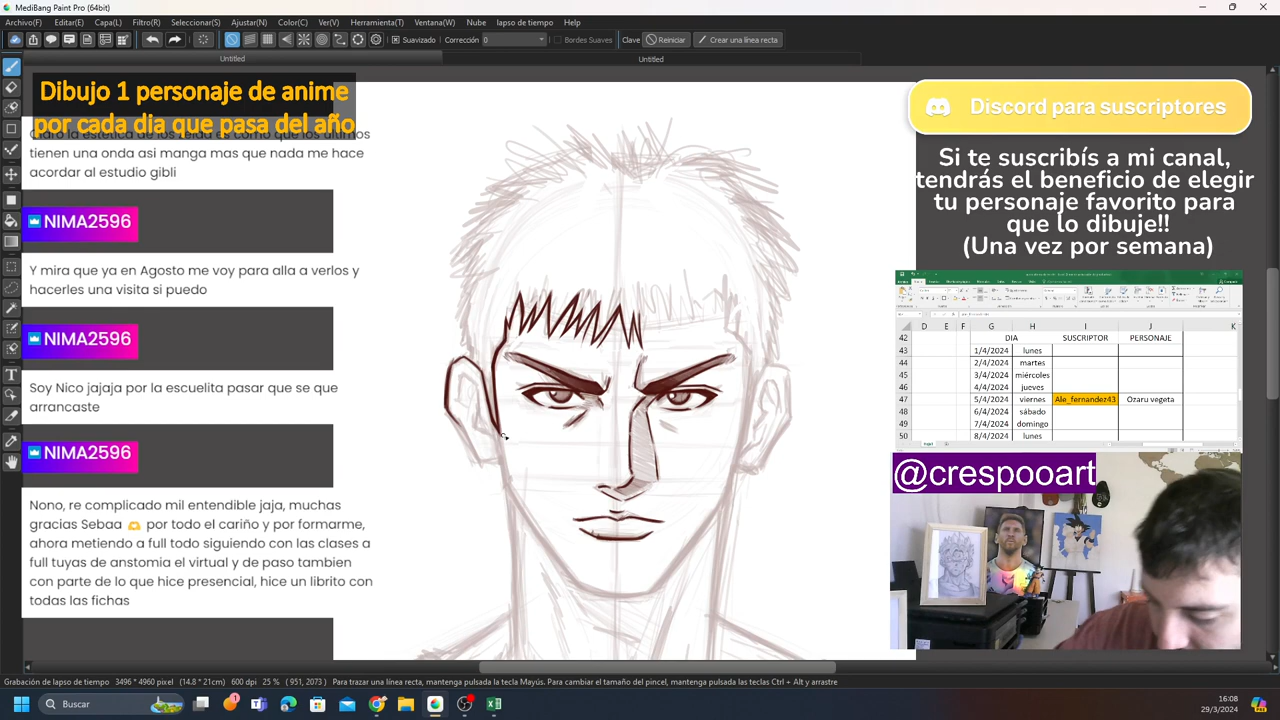 MediBang Paint Pro (64bit)
Archivo(F) Editar(E) Capa(L) Filtro(R) Seleccionar(S) Ajustar(N) Color(C) Ver(V) Herramienta(T) Ventana(W) Nube lapso de tiempo Help
Suavizado Corrección 0 Bordes Suaves Clave Reiniciar Crear una línea recta
Untitled Untitled
Dibujo 1 personaje de anime
por cada dia que pasa del año
Claro la estetica de los
tienen una onda asi manga mas que nada me hace
acordar al estudio gibli
NIMA2596
Y mira que ya en Agosto me voy para alla a verlos y
hacerles una visita si puedo
NIMA2596
Soy Nico jajaja por la escuelita pasar que se que
arrancaste
NIMA2596
Nono, re complicado mil entendible jaja, muchas
gracias Sebaa 🫶 por todo el cariño y por formarme,
ahora metiendo a full todo siguiendo con las clases a
full tuyas de anstomia el virtual y de paso tambien
con parte de lo que hice presencial, hice un librito con
todas las fichas
Discord para suscriptores
Si te suscribís a mi canal,
tendrás el beneficio de elegir
tu personaje favorito para
que lo dibuje!!
(Una vez por semana)
D E F G H I J K
42 DIA SUSCRIPTOR PERSONAJE
43 1/4/2024 lunes
44 2/4/2024 martes
45 3/4/2024 miércoles
46 4/4/2024 jueves
47 5/4/2024 viernes Ale_fernandez43 Ozaru vegeta
48 6/4/2024 sábado
49 7/4/2024 domingo
50 8/4/2024 lunes
@crespooart
Grabación de lapso de tiempo 3496 * 4960 píxel (14.8 * 21cm) 600 dpi 25 % ( 951, 2073 ) Para trazar una línea recta, mantenga pulsada la tecla Mayús. Para cambiar el tamaño del pincel, mantenga pulsadas las teclas Ctrl + Alt y arrastre
Buscar
1
16:08
29/3/2024